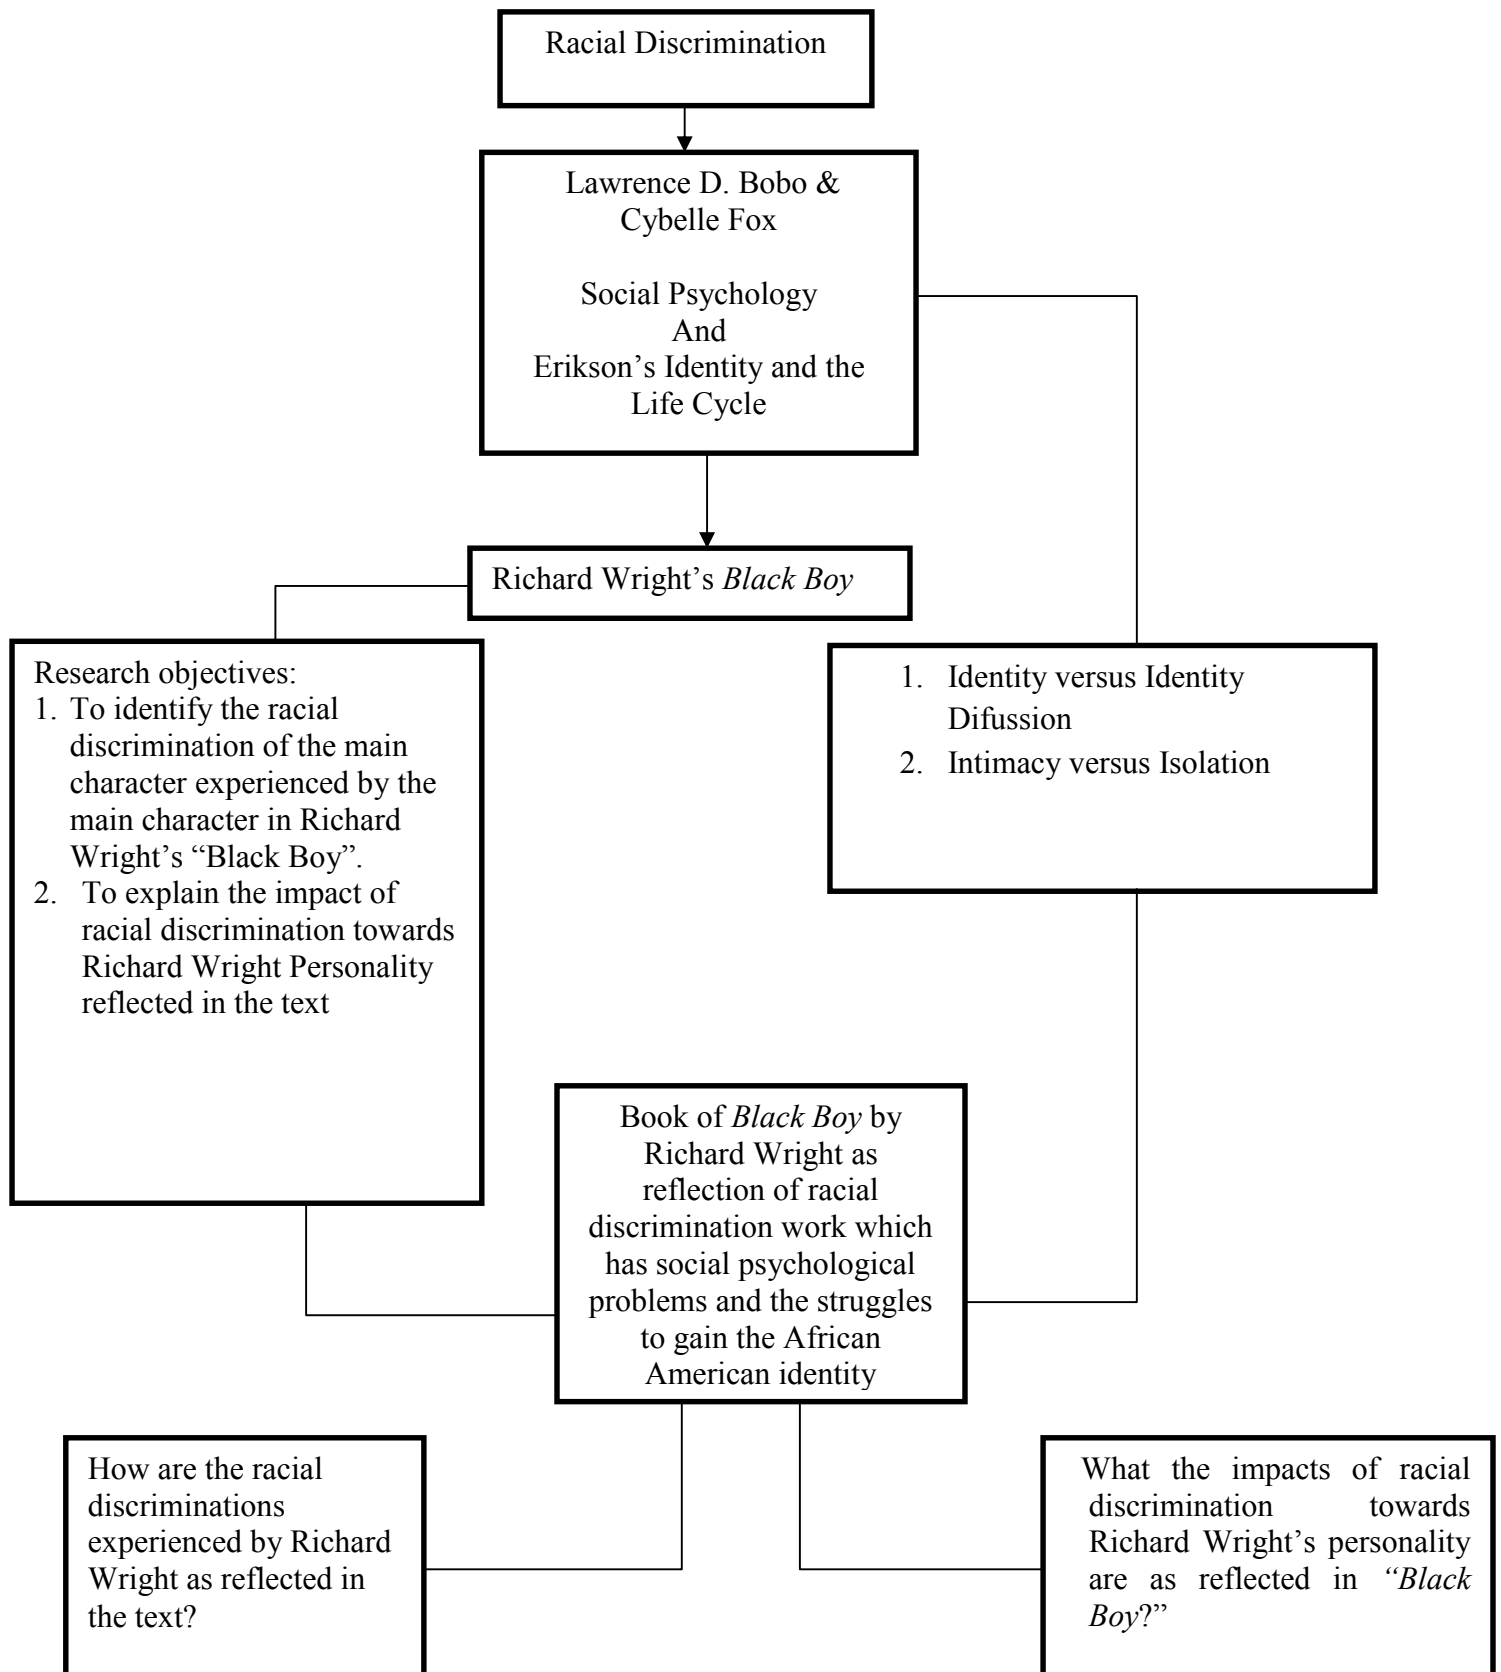 Racial Discrimination
Lawrence D. Bobo &
Cybelle Fox
Social Psychology
And
Erikson’s Identity and the
Life Cycle
Richard Wright’s Black Boy
Research objectives:
1. To identify the racial
discrimination of the main
character experienced by the
main character in Richard
Wright’s “Black Boy”.
2. To explain the impact of
racial discrimination towards
Richard Wright Personality
reflected in the text
1. Identity versus Identity
Difussion
2. Intimacy versus Isolation
Book of Black Boy by
Richard Wright as
reflection of racial
discrimination work which
has social psychological
problems and the struggles
to gain the African
American identity
How are the racial
discriminations
experienced by Richard
Wright as reflected in
the text?
What the impacts of racial
discrimination towards
Richard Wright’s personality
are as reflected in “Black
Boy?”